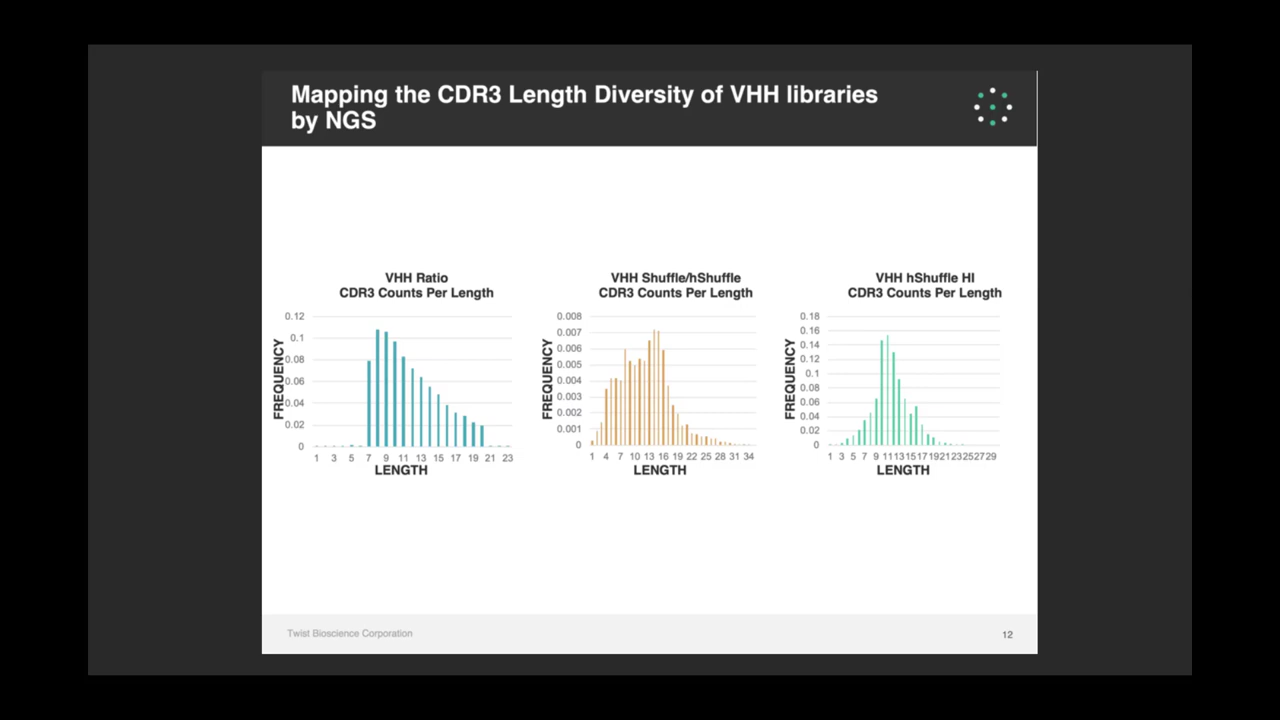 Mapping the CDR3 Length Diversity of VHH libraries
by NGS
VHH Ratio
CDR3 Counts Per Length
FREQUENCY
0.12
0.1
0.08
0.06
0.04
0.02
0
1 3 5 7 9 11 13 15 17 19 21 23
LENGTH
VHH Shuffle/hShuffle
CDR3 Counts Per Length
FREQUENCY
0.008
0.007
0.006
0.005
0.004
0.003
0.002
0.001
0
1 4 7 10 13 16 19 22 25 28 31 34
LENGTH
VHH hShuffle HI
CDR3 Counts Per Length
FREQUENCY
0.18
0.16
0.14
0.12
0.1
0.08
0.06
0.04
0.02
0
1 3 5 7 9 11 13 15 17 19 21 23 25 27 29
LENGTH
Twist Bioscience Corporation
12